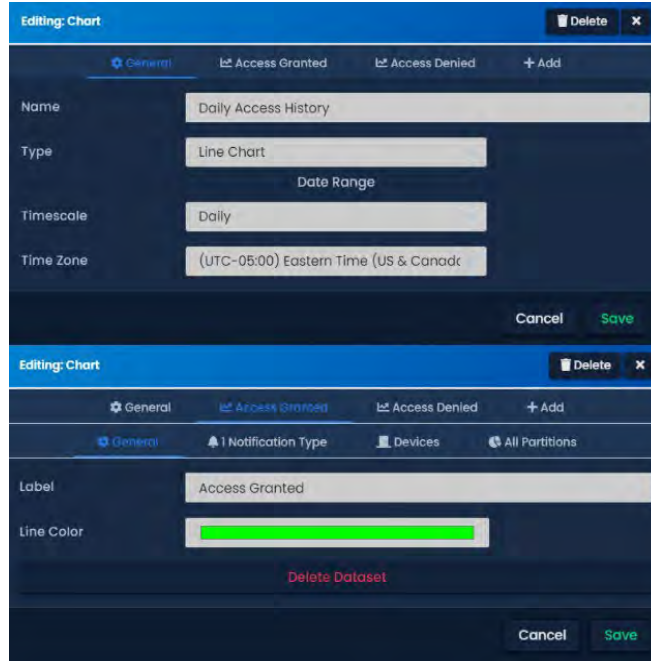 Editing: Chart Delete ×
General Access Granted Access Denied + Add
Name Daily Access History
Type Line Chart
Date Range
Timescale Daily
Time Zone (UTC-05:00) Eastern Time (US & Canada
Cancel Save
Editing: Chart Delete ×
General Access Granted Access Denied + Add
General 1 Notification Type Devices All Partitions
Label Access Granted
Line Color
Delete Dataset
Cancel Save